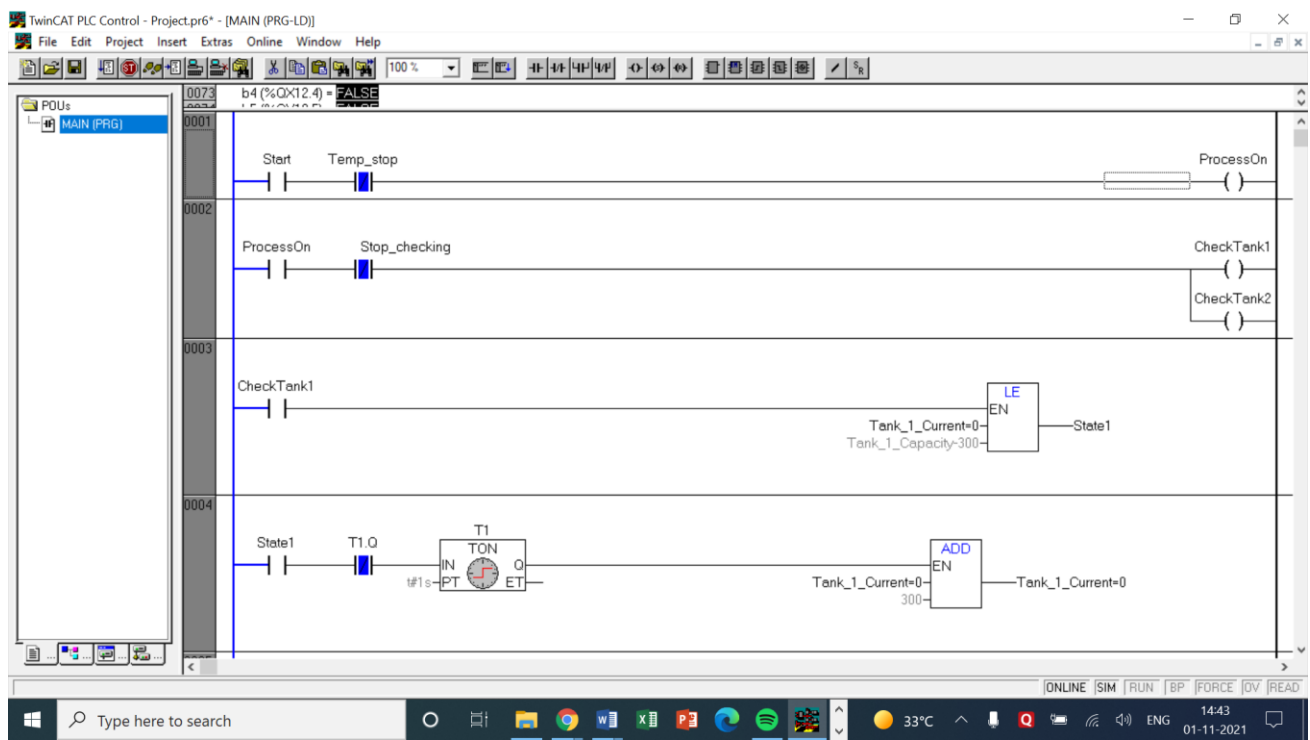 TwinCAT PLC Control - Project.pr6* - [MAIN (PRG-LD)]
File Edit Project Insert Extras Online Window Help
100 %
POUs
MAIN (PRG)
0073 b4 (%QX12.4) = FALSE
0001
Start Temp_stop ProcessOn
0002
ProcessOn Stop_checking CheckTank1
CheckTank2
0003
CheckTank1
LE
EN
Tank_1_Current=0 State1
Tank_1_Capacity=300
0004
State1 T1.Q T1
TON ADD
IN Q EN
t#1s PT ET Tank_1_Current=0 Tank_1_Current=0
300
ONLINE SIM RUN BP FORCE OV READ
Type here to search
33°C ENG 14:43
01-11-2021